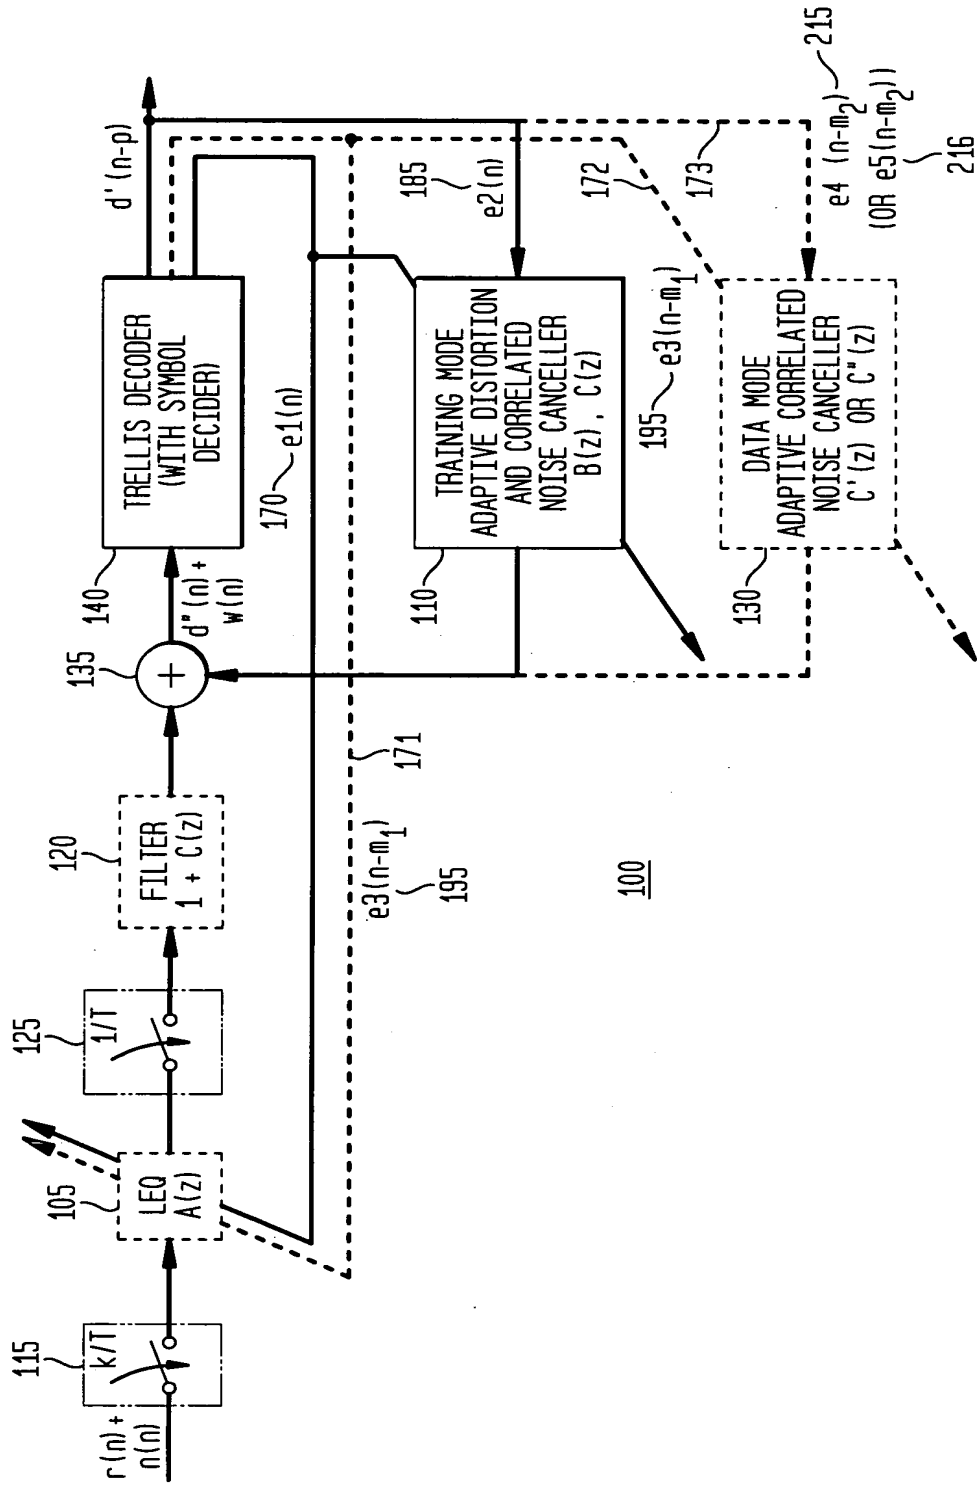 r(n)+
n(n)
115
k/T
105
LEQ
A(z)
125
1/T
120
FILTER
1 + C(z)
135
+
d"(n)+
w(n)
140
TRELLIS DECODER
(WITH SYMBOL
DECIDER)
d'(n-p)
170
e1(n)
171
e3(n-m1)
195
110
TRAINING MODE
ADAPTIVE DISTORTION
AND CORRELATED
NOISE CANCELLER
B(z), C(z)
185
e2(n)
172
173
195
e3(n-m1)
130
DATA MODE
ADAPTIVE CORRELATED
NOISE CANCELLER
C'(z) OR C"(z)
e4 (n-m2)
215
(OR e5(n-m2))
216
100